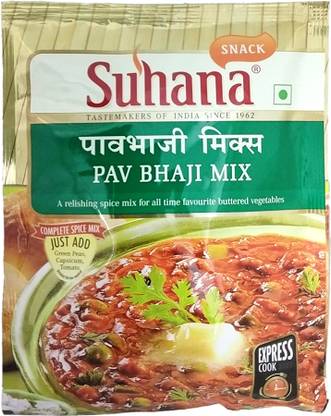 SNACK
Suhana®
TASTEMAKERS OF INDIA SINCE 1962
पावभाजी मिक्स
PAV BHAJI MIX
A relishing spice mix for all time favourite buttered vegetables
COMPLETE SPICE MIX
JUST ADD
Green Peas,
Capsicum,
Tomato.
EXPRESS
COOK